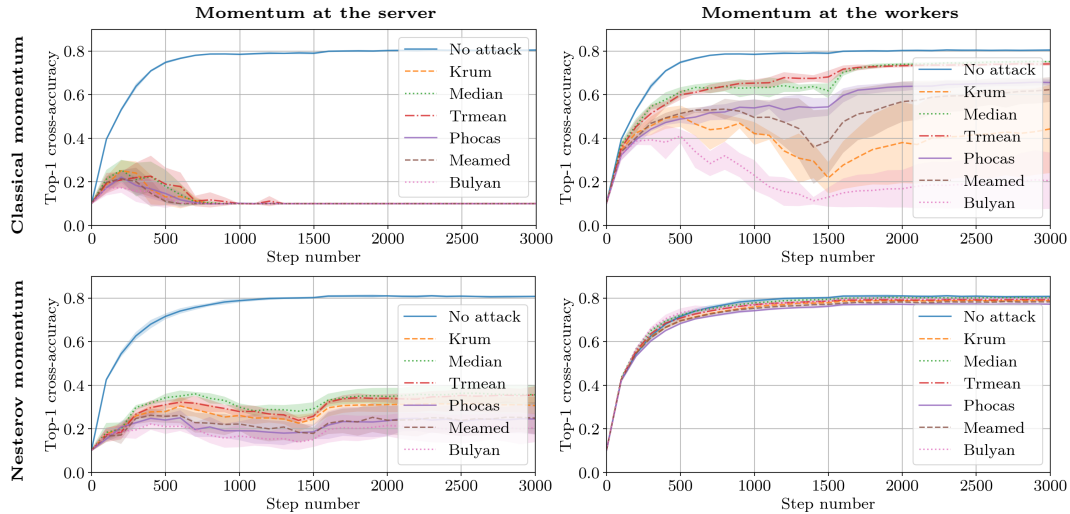 Momentum at the server
Momentum at the workers
Classical momentum
Top-1 cross-accuracy
0.8
0.6
0.4
0.2
0.0
No attack
Krum
Median
Trmean
Phocas
Meamed
Bulyan
0 500 1000 1500 2000 2500 3000
Step number
Top-1 cross-accuracy
0.8
0.6
0.4
0.2
0.0
No attack
Krum
Median
Trmean
Phocas
Meamed
Bulyan
0 500 1000 1500 2000 2500 3000
Step number
Nesterov momentum
Top-1 cross-accuracy
0.8
0.6
0.4
0.2
0.0
No attack
Krum
Median
Trmean
Phocas
Meamed
Bulyan
0 500 1000 1500 2000 2500 3000
Step number
Top-1 cross-accuracy
0.8
0.6
0.4
0.2
0.0
No attack
Krum
Median
Trmean
Phocas
Meamed
Bulyan
0 500 1000 1500 2000 2500 3000
Step number